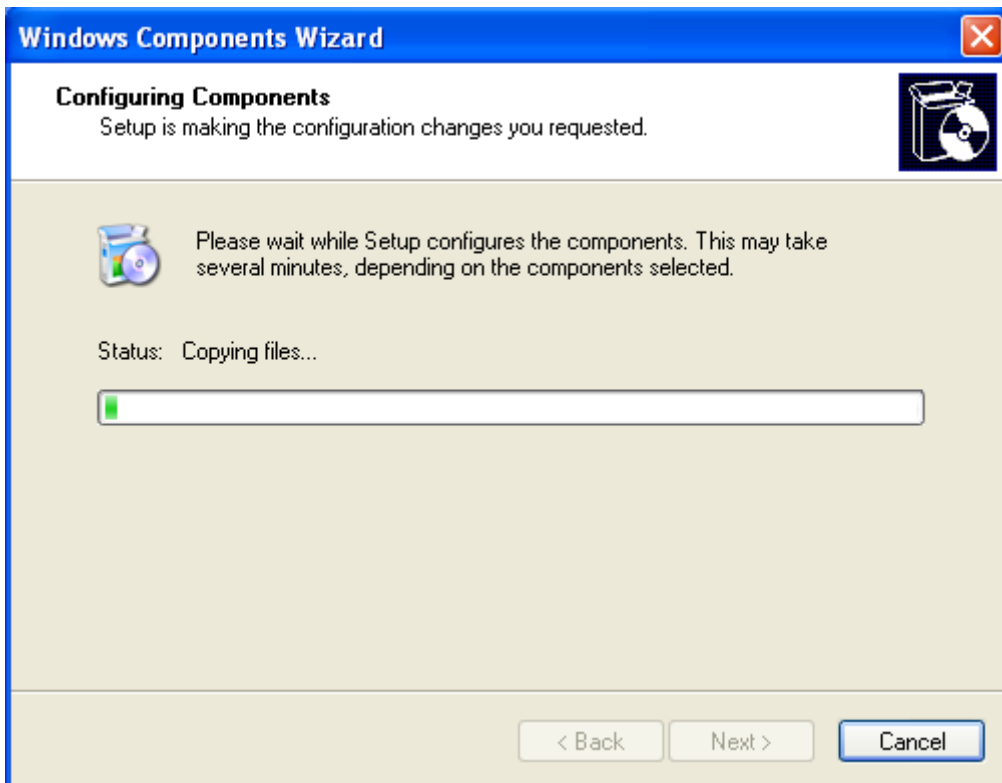 Windows Components Wizard
Configuring Components
Setup is making the configuration changes you requested.
Please wait while Setup configures the components. This may take
several minutes, depending on the components selected.
Status: Copying files...
< Back Next > Cancel